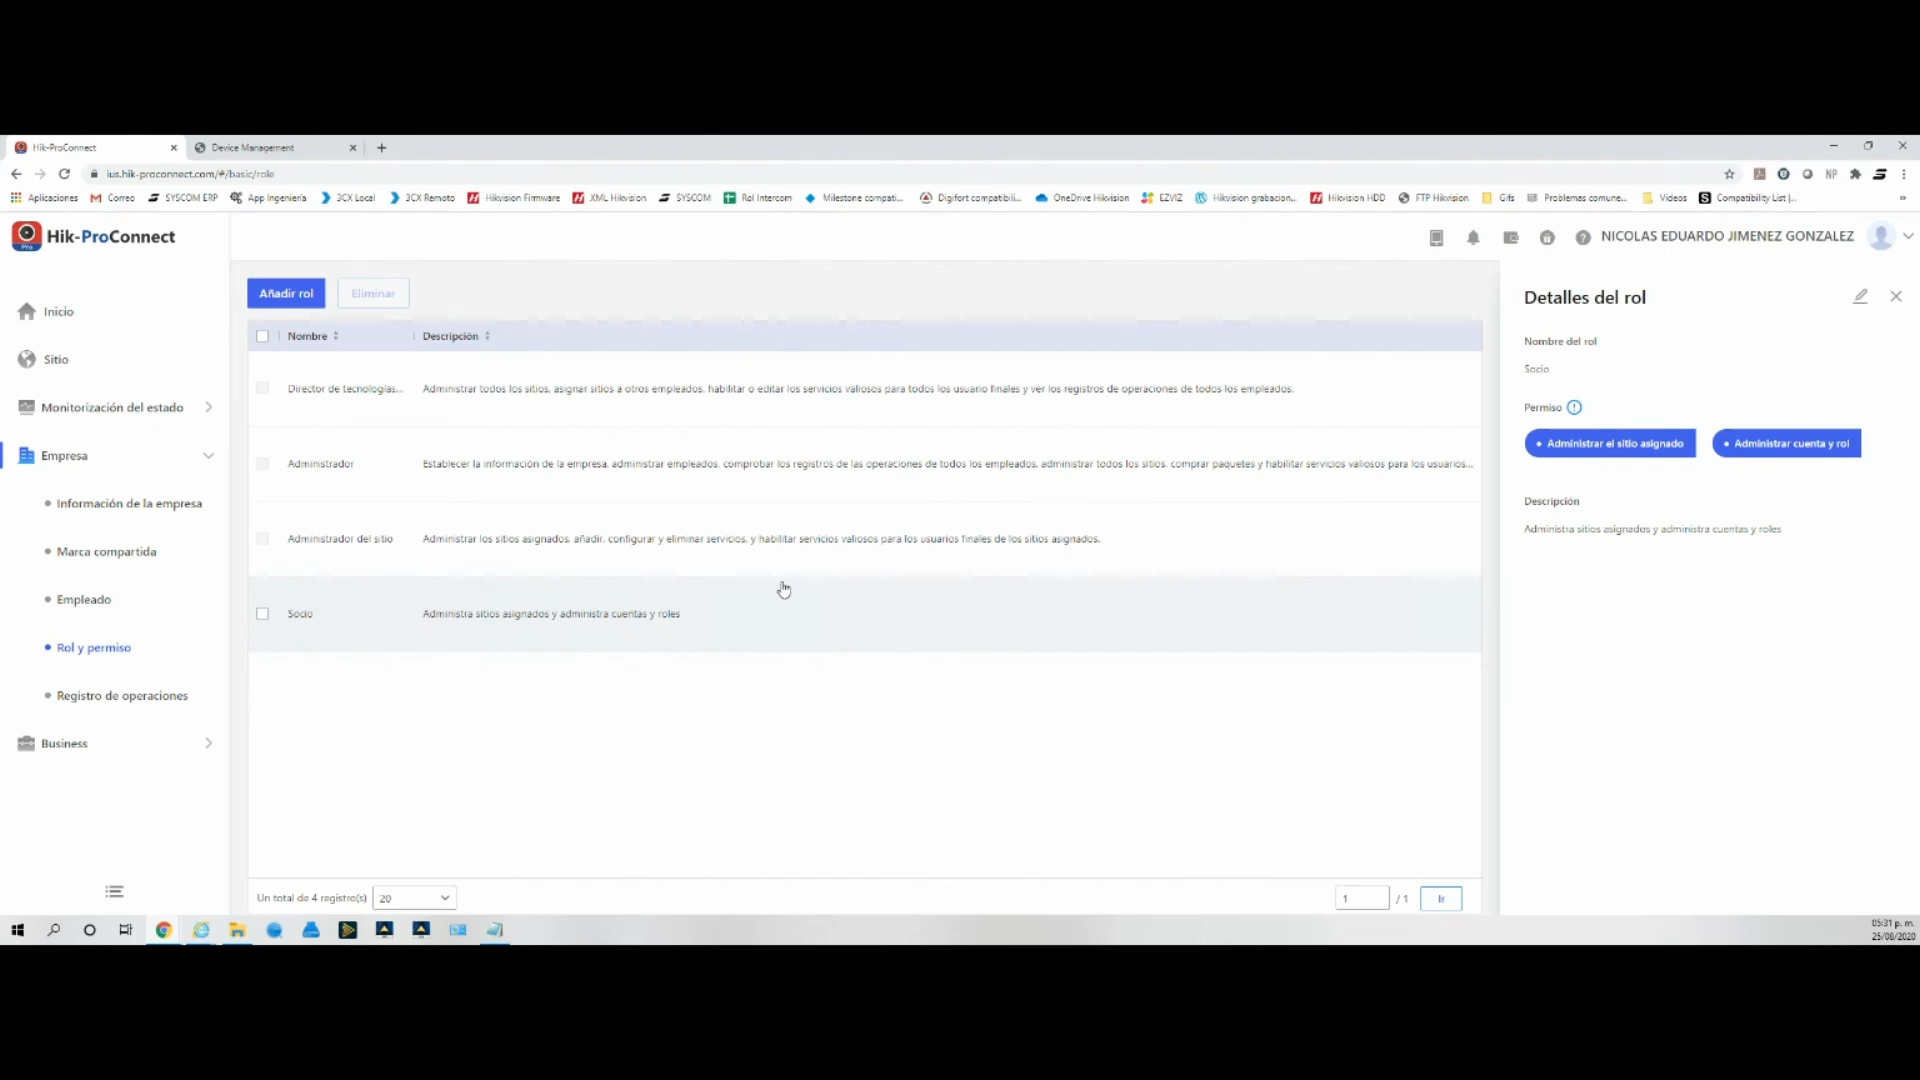 Hik-ProConnect
Device Management
ius.hik-proconnect.com/#/basic/role
NP
Aplicaciones
Correo
SYSCOM ERP
App Ingeniería
3CX Local
3CX Remoto
Hikvision Firmware
XML Hikvision
SYSCOM
Rol Intercom
Milestone compati...
Digifort compatibili...
OneDrive Hikvision
EZVIZ
Hikvision grabacion...
Hikvision HDD
FTP Hikvision
Gifs
Problemas comune...
Videos
Compatibility List |...
»
Hik-ProConnect
NICOLAS EDUARDO JIMENEZ GONZALEZ
Inicio
Sitio
Monitorización del estado
Empresa
Información de la empresa
Marca compartida
Empleado
Rol y permiso
Registro de operaciones
Business
Añadir rol
Eliminar
Nombre
Descripción
Director de tecnologías... Administrar todos los sitios, asignar sitios a otros empleados, habilitar o editar los servicios valiosos para todos los usuario finales y ver los registros de operaciones de todos los empleados.
Administrador Establecer la información de la empresa, administrar empleados, comprobar los registros de las operaciones de todos los empleados, administrar todos los sitios, comprar paquetes y habilitar servicios valiosos para los usuarios...
Administrador del sitio Administrar los sitios asignados, añadir, configurar y eliminar servicios, y habilitar servicios valiosos para los usuarios finales de los sitios asignados.
Socio Administra sitios asignados y administra cuentas y roles
Un total de 4 registro(s) 20
1 / 1 Ir
Detalles del rol
Nombre del rol
Socio
Permiso
Administrar el sitio asignado
Administrar cuenta y rol
Descripción
Administra sitios asignados y administra cuentas y roles
05:31 p. m.
25/08/2020